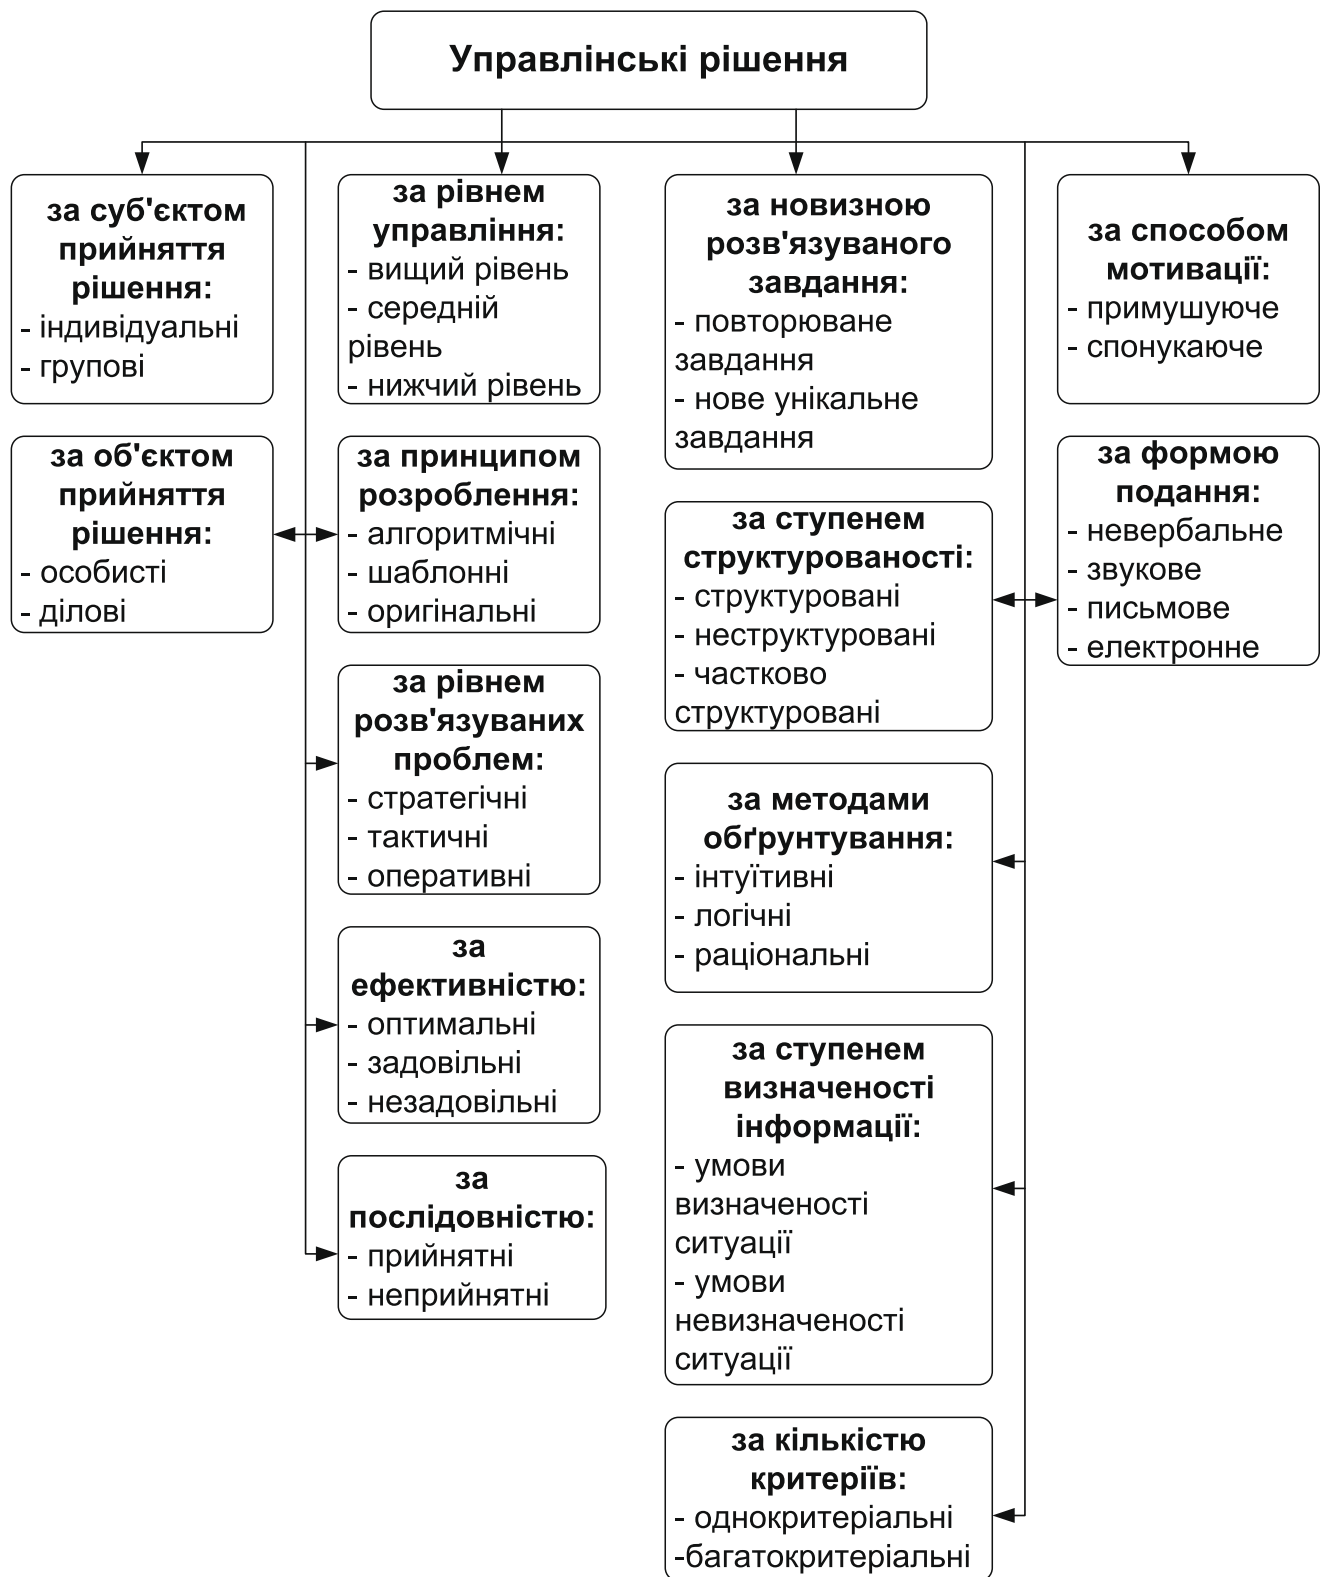 Управлінські рішення
за суб'єктом
прийняття
рішення:
- індивідуальні
- групові
за рівнем
управління:
- вищий рівень
- середній
рівень
- нижчий рівень
за новизною
розв'язуваного
завдання:
- повторюване
завдання
- нове унікальне
завдання
за способом
мотивації:
- примушуюче
- спонукаюче
за об'єктом
прийняття
рішення:
- особисті
- ділові
за принципом
розроблення:
- алгоритмічні
- шаблонні
- оригінальні
за ступенем
структурованості:
- структуровані
- неструктуровані
- частково
структуровані
за формою
подання:
- невербальне
- звукове
- письмове
- електронне
за рівнем
розв'язуваних
проблем:
- стратегічні
- тактичні
- оперативні
за методами
обґрунтування:
- інтуїтивні
- логічні
- раціональні
за
ефективністю:
- оптимальні
- задовільні
- незадовільні
за ступенем
визначеності
інформації:
- умови
визначеності
ситуації
- умови
невизначеності
ситуації
за
послідовністю:
- прийнятні
- неприйнятні
за кількістю
критеріїв:
- однокритеріальні
-багатокритеріальні